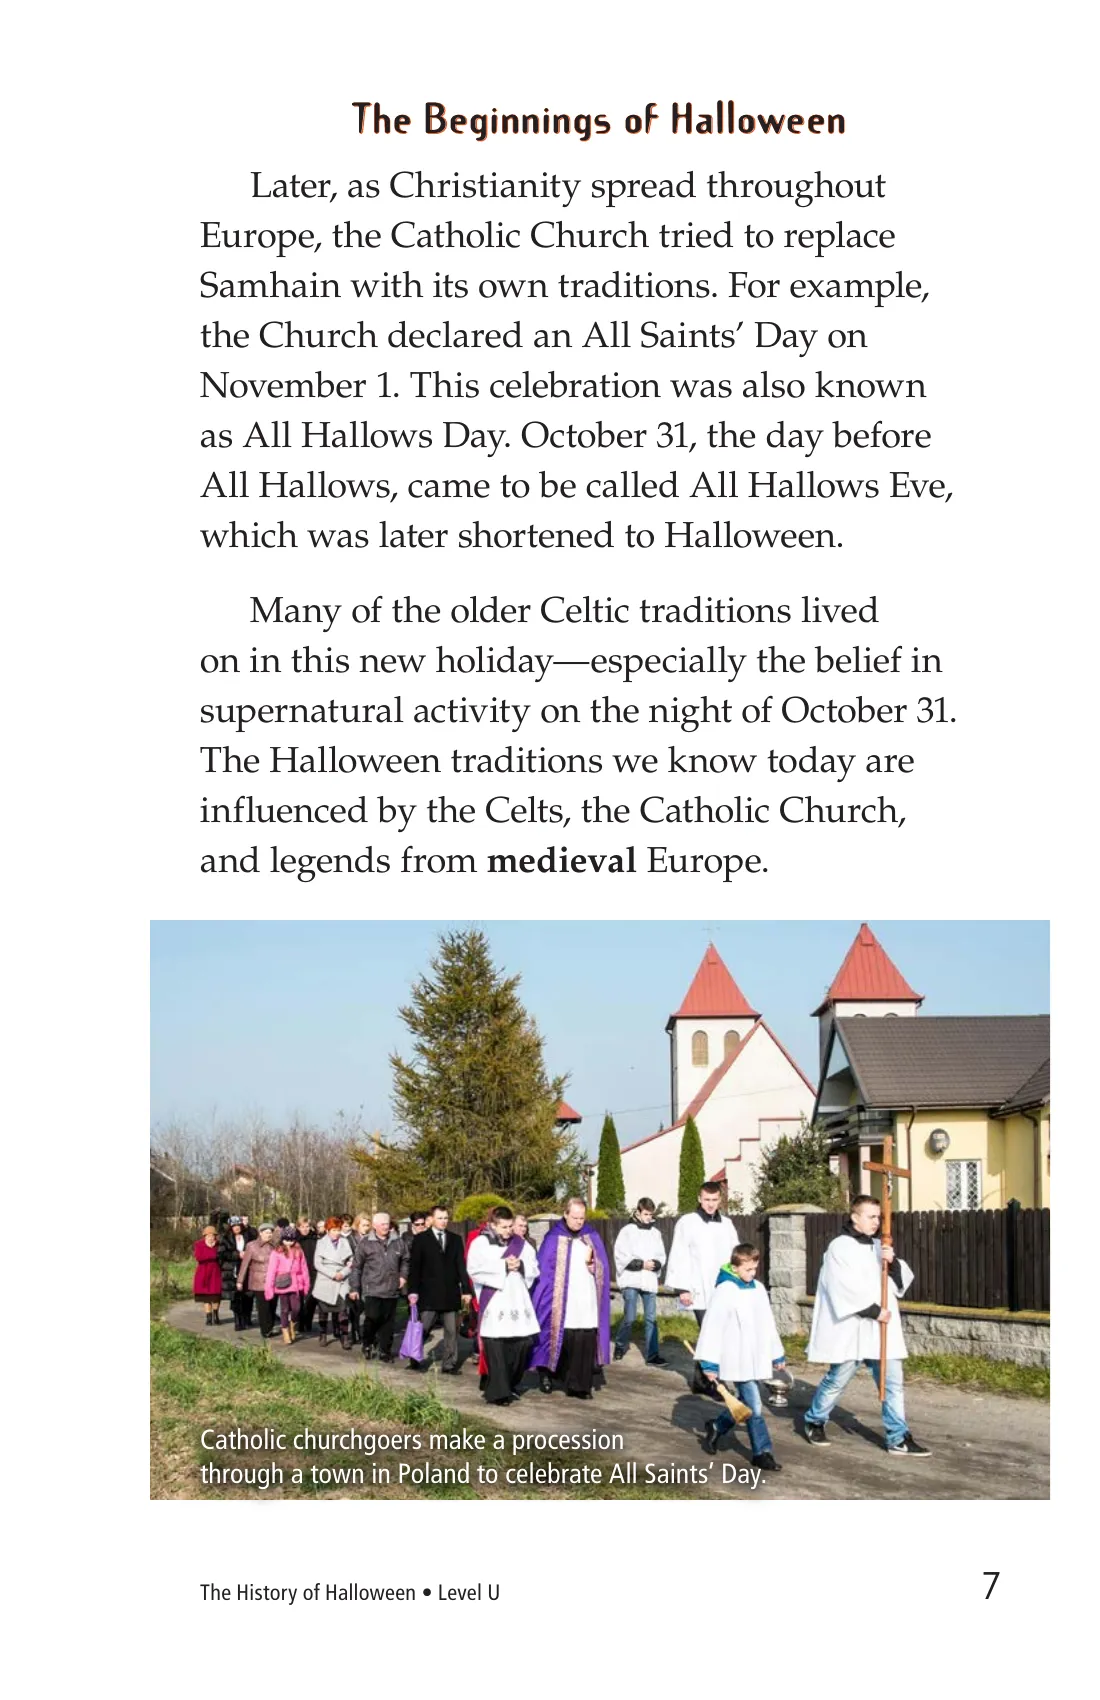 The Beginnings of Halloween
Later, as Christianity spread throughout
Europe, the Catholic Church tried to replace
Samhain with its own traditions. For example,
the Church declared an All Saints’ Day on
November 1. This celebration was also known
as All Hallows Day. October 31, the day before
All Hallows, came to be called All Hallows Eve,
which was later shortened to Halloween.
Many of the older Celtic traditions lived
on in this new holiday—especially the belief in
supernatural activity on the night of October 31.
The Halloween traditions we know today are
influenced by the Celts, the Catholic Church,
and legends from medieval Europe.
Catholic churchgoers make a procession
through a town in Poland to celebrate All Saints’ Day.
The History of Halloween • Level U
7